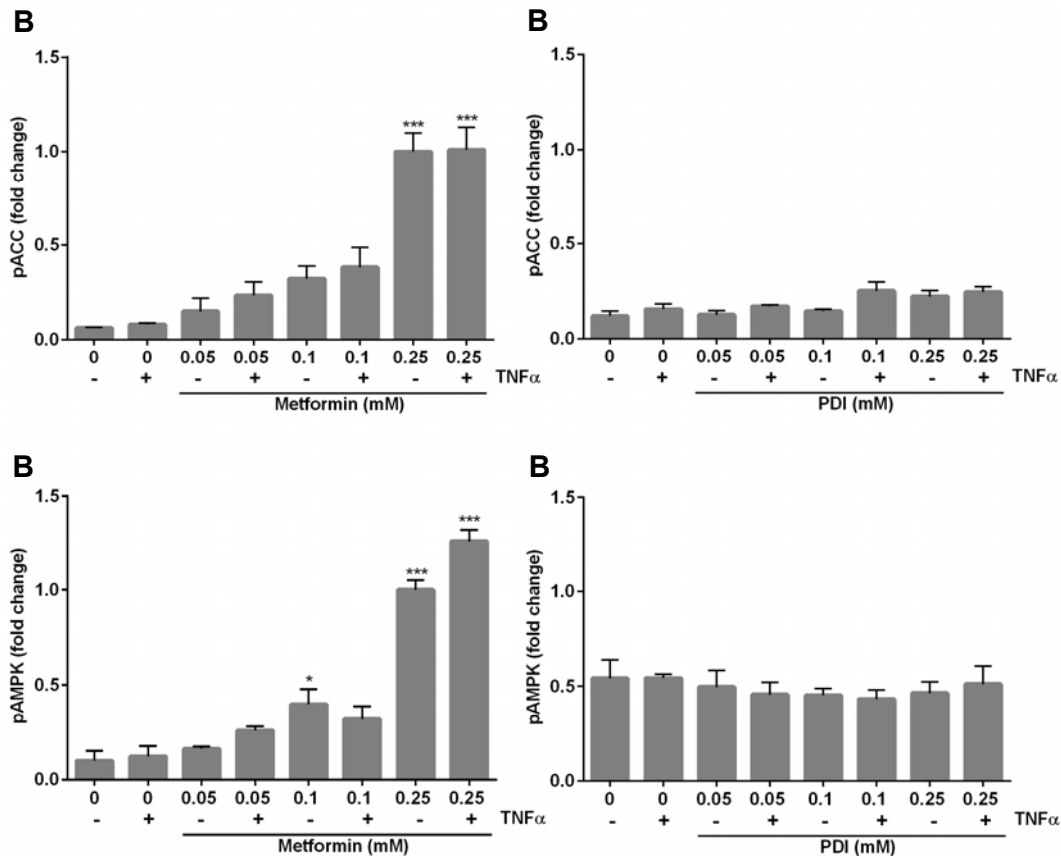 B
B
1.5
1.0
0.5
0.0
pACC (fold change)
***
***
0 0 0.05 0.05 0.1 0.1 0.25 0.25
- + - + - + - + TNFα
Metformin (mM)
1.5
1.0
0.5
0.0
pACC (fold change)
0 0 0.05 0.05 0.1 0.1 0.25 0.25
- + - + - + - + TNFα
PDI (mM)
B
B
1.5
1.0
0.5
0.0
pAMPK (fold change)
*
***
***
0 0 0.05 0.05 0.1 0.1 0.25 0.25
- + - + - + - + TNFα
Metformin (mM)
1.5
1.0
0.5
0.0
pAMPK (fold change)
0 0 0.05 0.05 0.1 0.1 0.25 0.25
- + - + - + - + TNFα
PDI (mM)